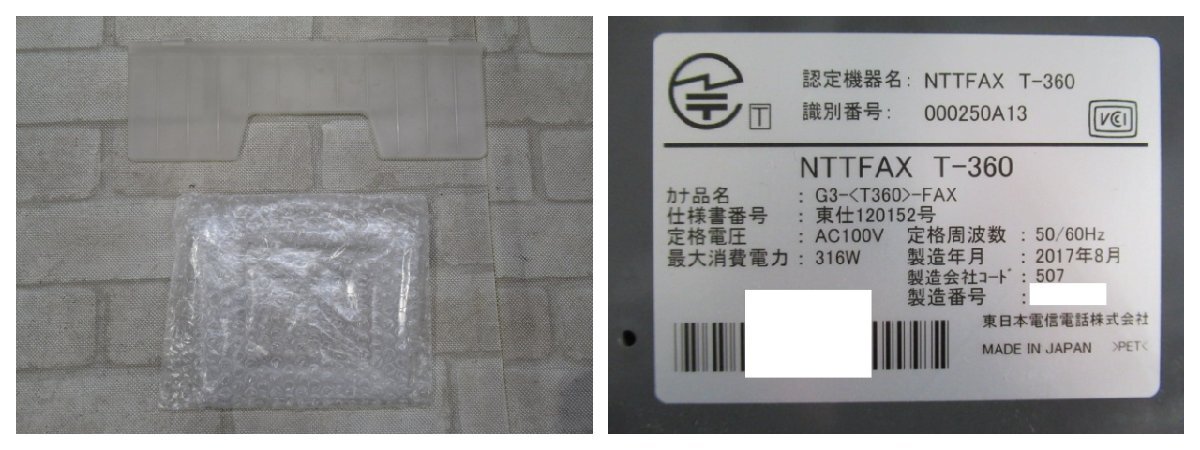 認定機器名: NTTFAX T-360
T 識別番号: 000250A13
VCCI
NTTFAX T-360
ｶﾅ品名 : G3-<T360>-FAX
仕様書番号 : 東仕120152号
定格電圧 : AC100V 定格周波数 : 50/60Hz
最大消費電力 : 316W 製造年月 : 2017年8月
製造会社ｺｰﾄﾞ : 507
製造番号 :
東日本電信電話株式会社
MADE IN JAPAN >PET<